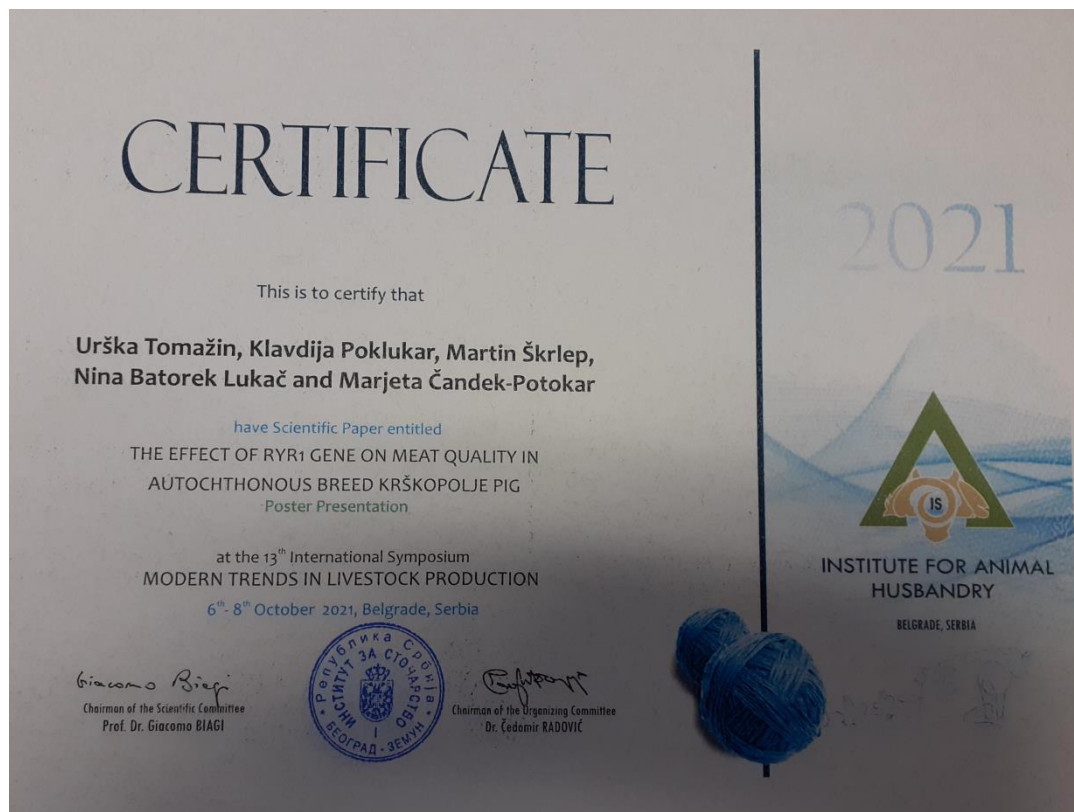 CERTIFICATE
This is to certify that
Urška Tomažin, Klavdija Poklukar, Martin Škrlep,
Nina Batorek Lukač and Marjeta Čandek-Potokar
have Scientific Paper entitled
THE EFFECT OF RYR1 GENE ON MEAT QUALITY IN
AUTOCHTHONOUS BREED KRŠKOPOLJE PIG
Poster Presentation
at the 13th International Symposium
MODERN TRENDS IN LIVESTOCK PRODUCTION
6th- 8th October 2021, Belgrade, Serbia
Giacomo Biagi
Chairman of the Scientific Committee
Prof. Dr. Giacomo BIAGI
Република Србија
ИНСТИТУТ ЗА СТОЧАРСТВО
I
БЕОГРАД - ЗЕМУН
Chairman of the Organizing Committee
Dr. Čedomir RADOVIĆ
2021
IS
INSTITUTE FOR ANIMAL
HUSBANDRY
BELGRADE, SERBIA